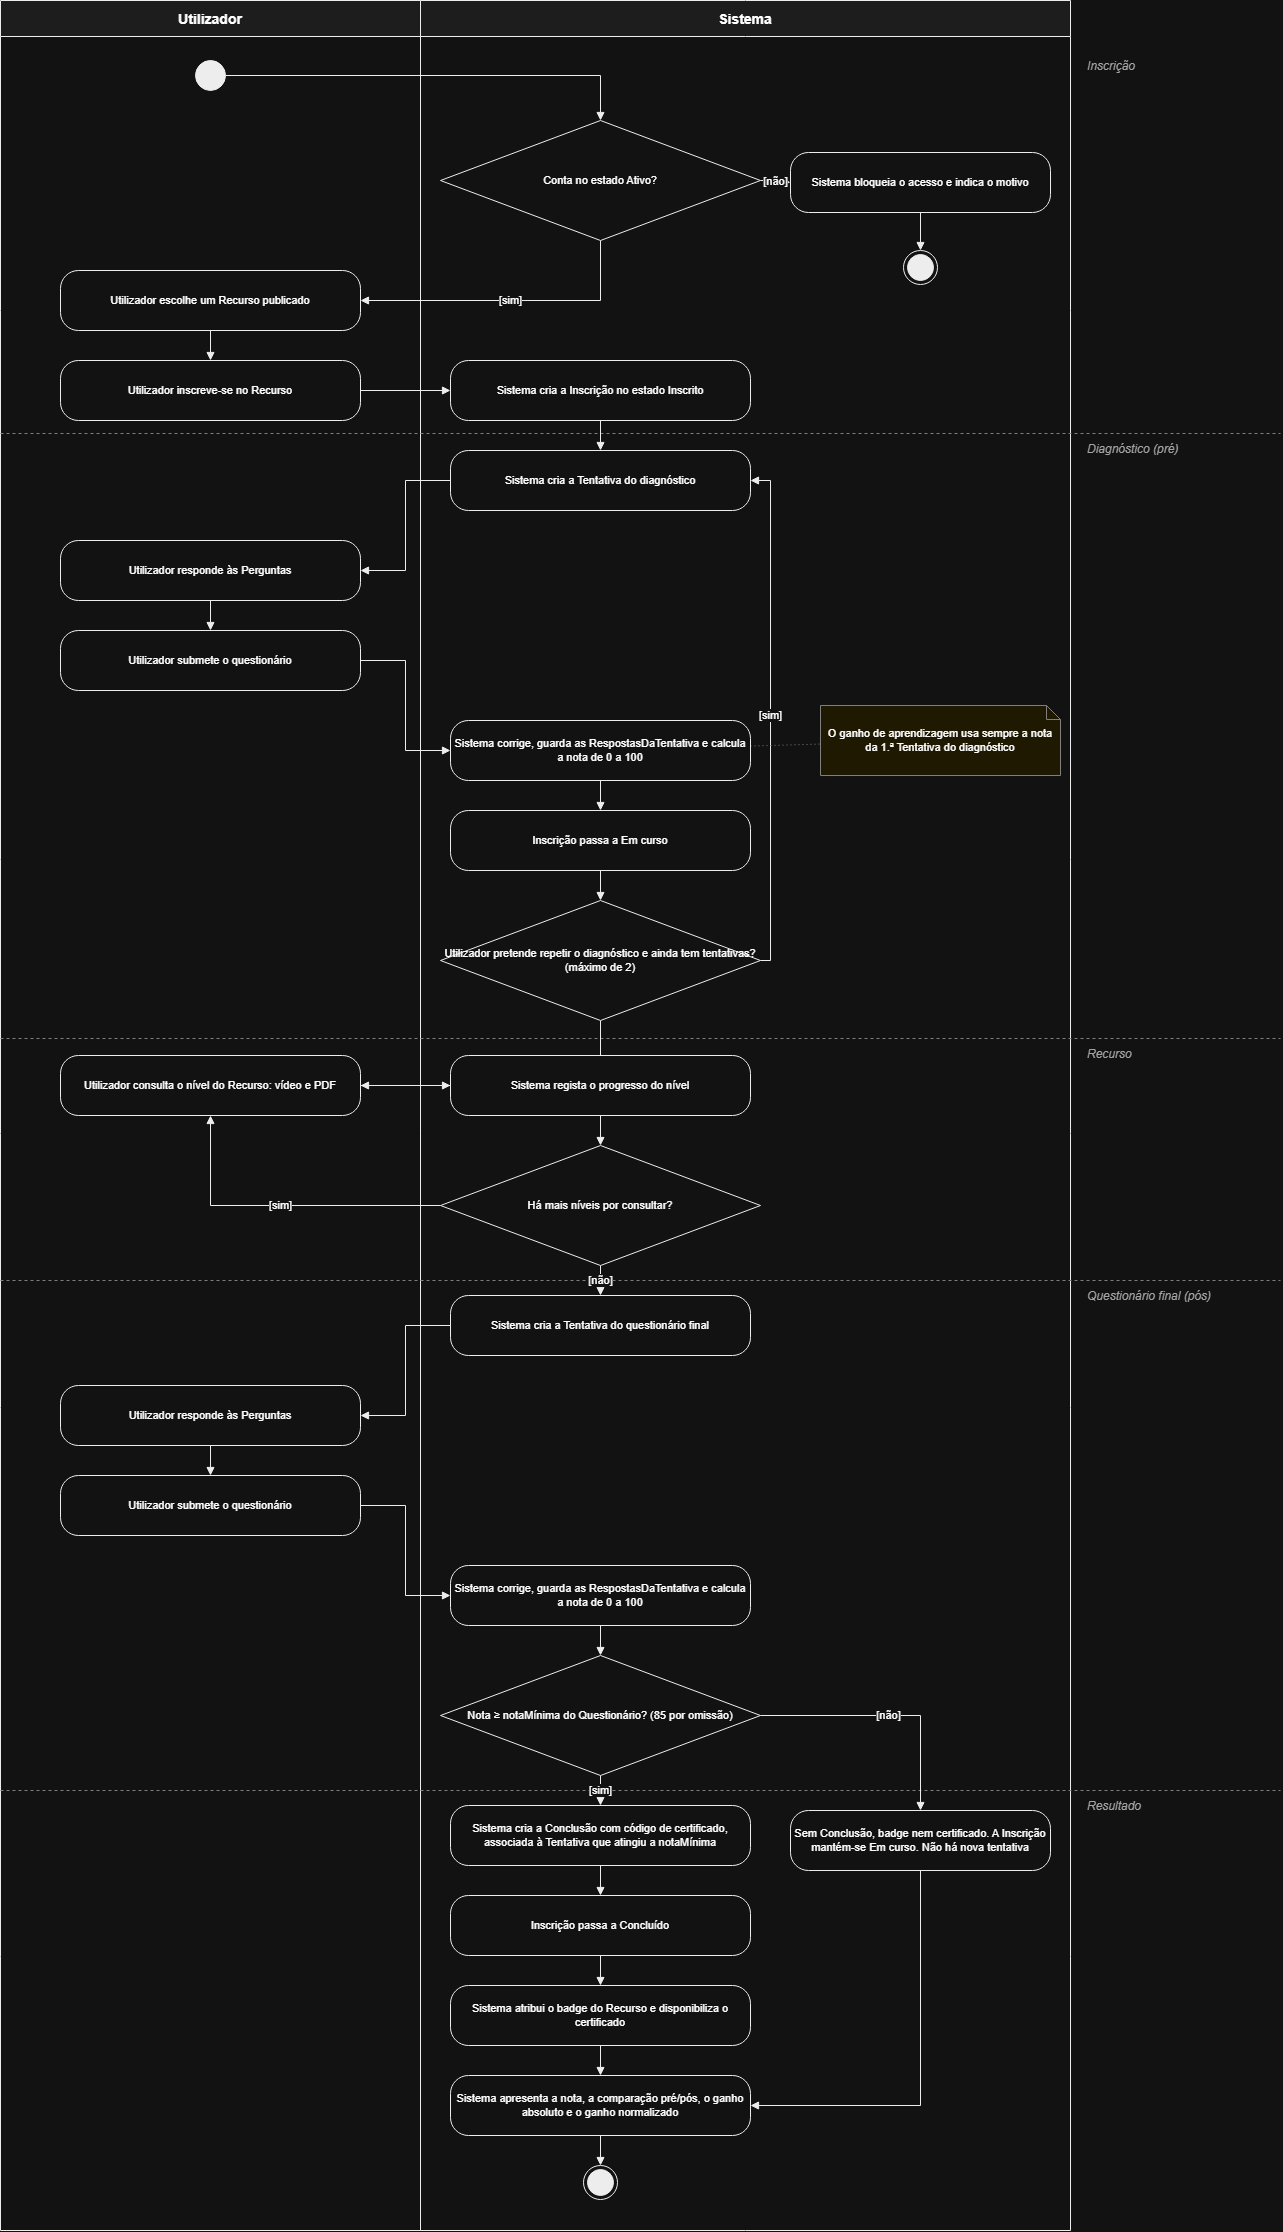 Utilizador
Sistema
Inscrição
Conta no estado Ativo?
[não]
Sistema bloqueia o acesso e indica o motivo
Utilizador escolhe um Recurso publicado
[sim]
Utilizador inscreve-se no Recurso
Sistema cria a Inscrição no estado Inscrito
Diagnóstico (pré)
Sistema cria a Tentativa do diagnóstico
Utilizador responde às Perguntas
Utilizador submete o questionário
[sim]
Sistema corrige, guarda as RespostasDaTentativa e calcula
a nota de 0 a 100
O ganho de aprendizagem usa sempre a nota
da 1.ª Tentativa do diagnóstico
Inscrição passa a Em curso
Utilizador pretende repetir o diagnóstico e ainda tem tentativas?
(máximo de 2)
Recurso
Utilizador consulta o nível do Recurso: vídeo e PDF
Sistema regista o progresso do nível
Há mais níveis por consultar?
[sim]
[não]
Questionário final (pós)
Sistema cria a Tentativa do questionário final
Utilizador responde às Perguntas
Utilizador submete o questionário
Sistema corrige, guarda as RespostasDaTentativa e calcula
a nota de 0 a 100
Nota ≥ notaMínima do Questionário? (85 por omissão)
[não]
[sim]
Resultado
Sistema cria a Conclusão com código de certificado,
associada à Tentativa que atingiu a notaMínima
Sem Conclusão, badge nem certificado. A Inscrição
mantém-se Em curso. Não há nova tentativa
Inscrição passa a Concluído
Sistema atribui o badge do Recurso e disponibiliza o
certificado
Sistema apresenta a nota, a comparação pré/pós, o ganho
absoluto e o ganho normalizado